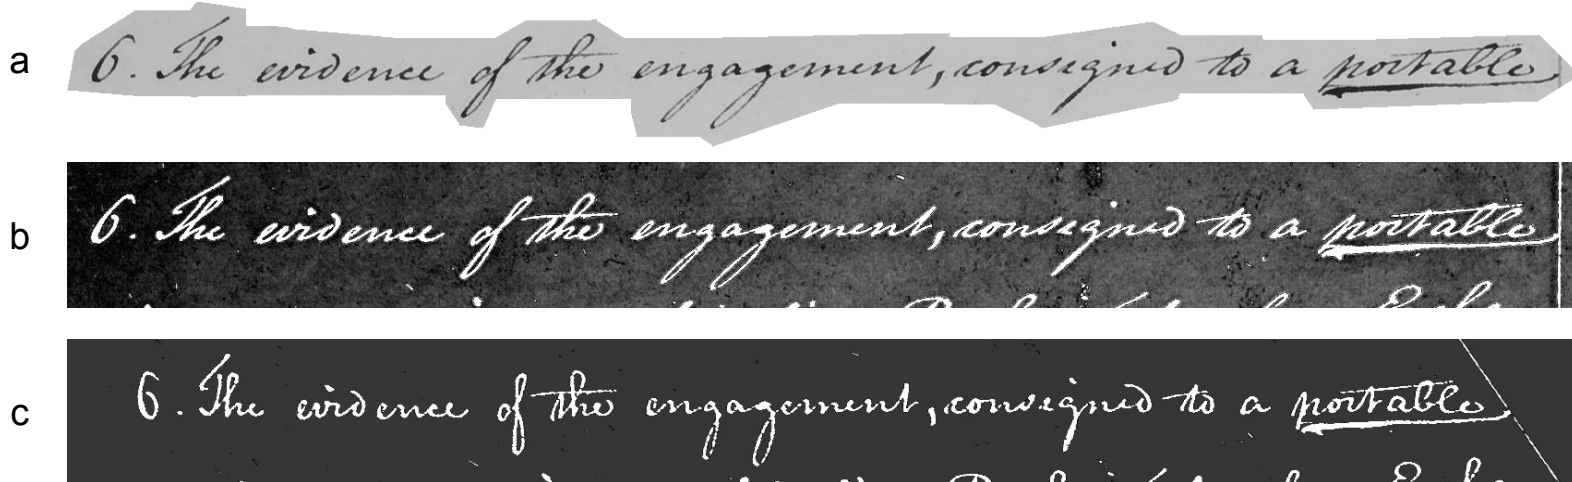 a
6. The evidence of the engagement, consigned to a portable
b
6. The evidence of the engagement, consigned to a portable
c
6. The evidence of the engagement, consigned to a portable